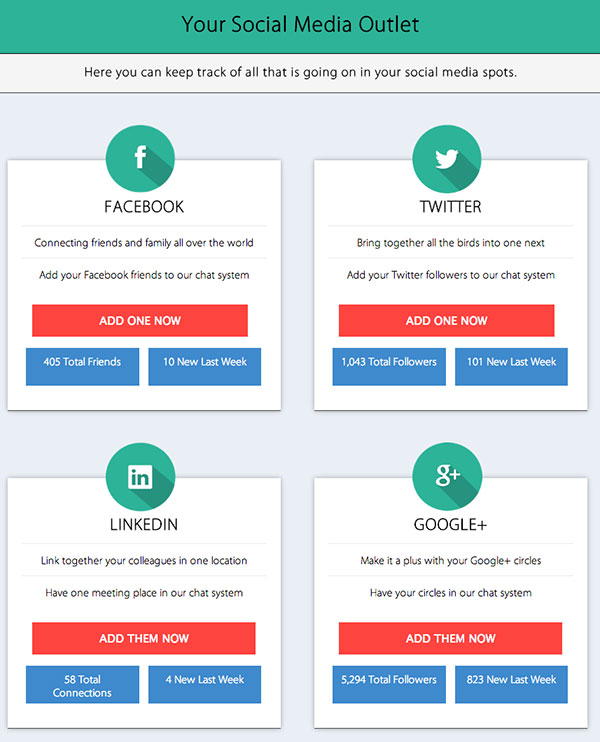 Your Social Media Outlet
Here you can keep track of all that is going on in your social media spots.
f
FACEBOOK
Connecting friends and family all over the world
Add your Facebook friends to our chat system
ADD ONE NOW
405 Total Friends
10 New Last Week
TWITTER
Bring together all the birds into one next
Add your Twitter followers to our chat system
ADD ONE NOW
1,043 Total Followers
101 New Last Week
in
LINKEDIN
Link together your colleagues in one location
Have one meeting place in our chat system
ADD THEM NOW
58 Total
Connections
4 New Last Week
g+
GOOGLE+
Make it a plus with your Google+ circles
Have your circles in our chat system
ADD THEM NOW
5,294 Total Followers
823 New Last Week